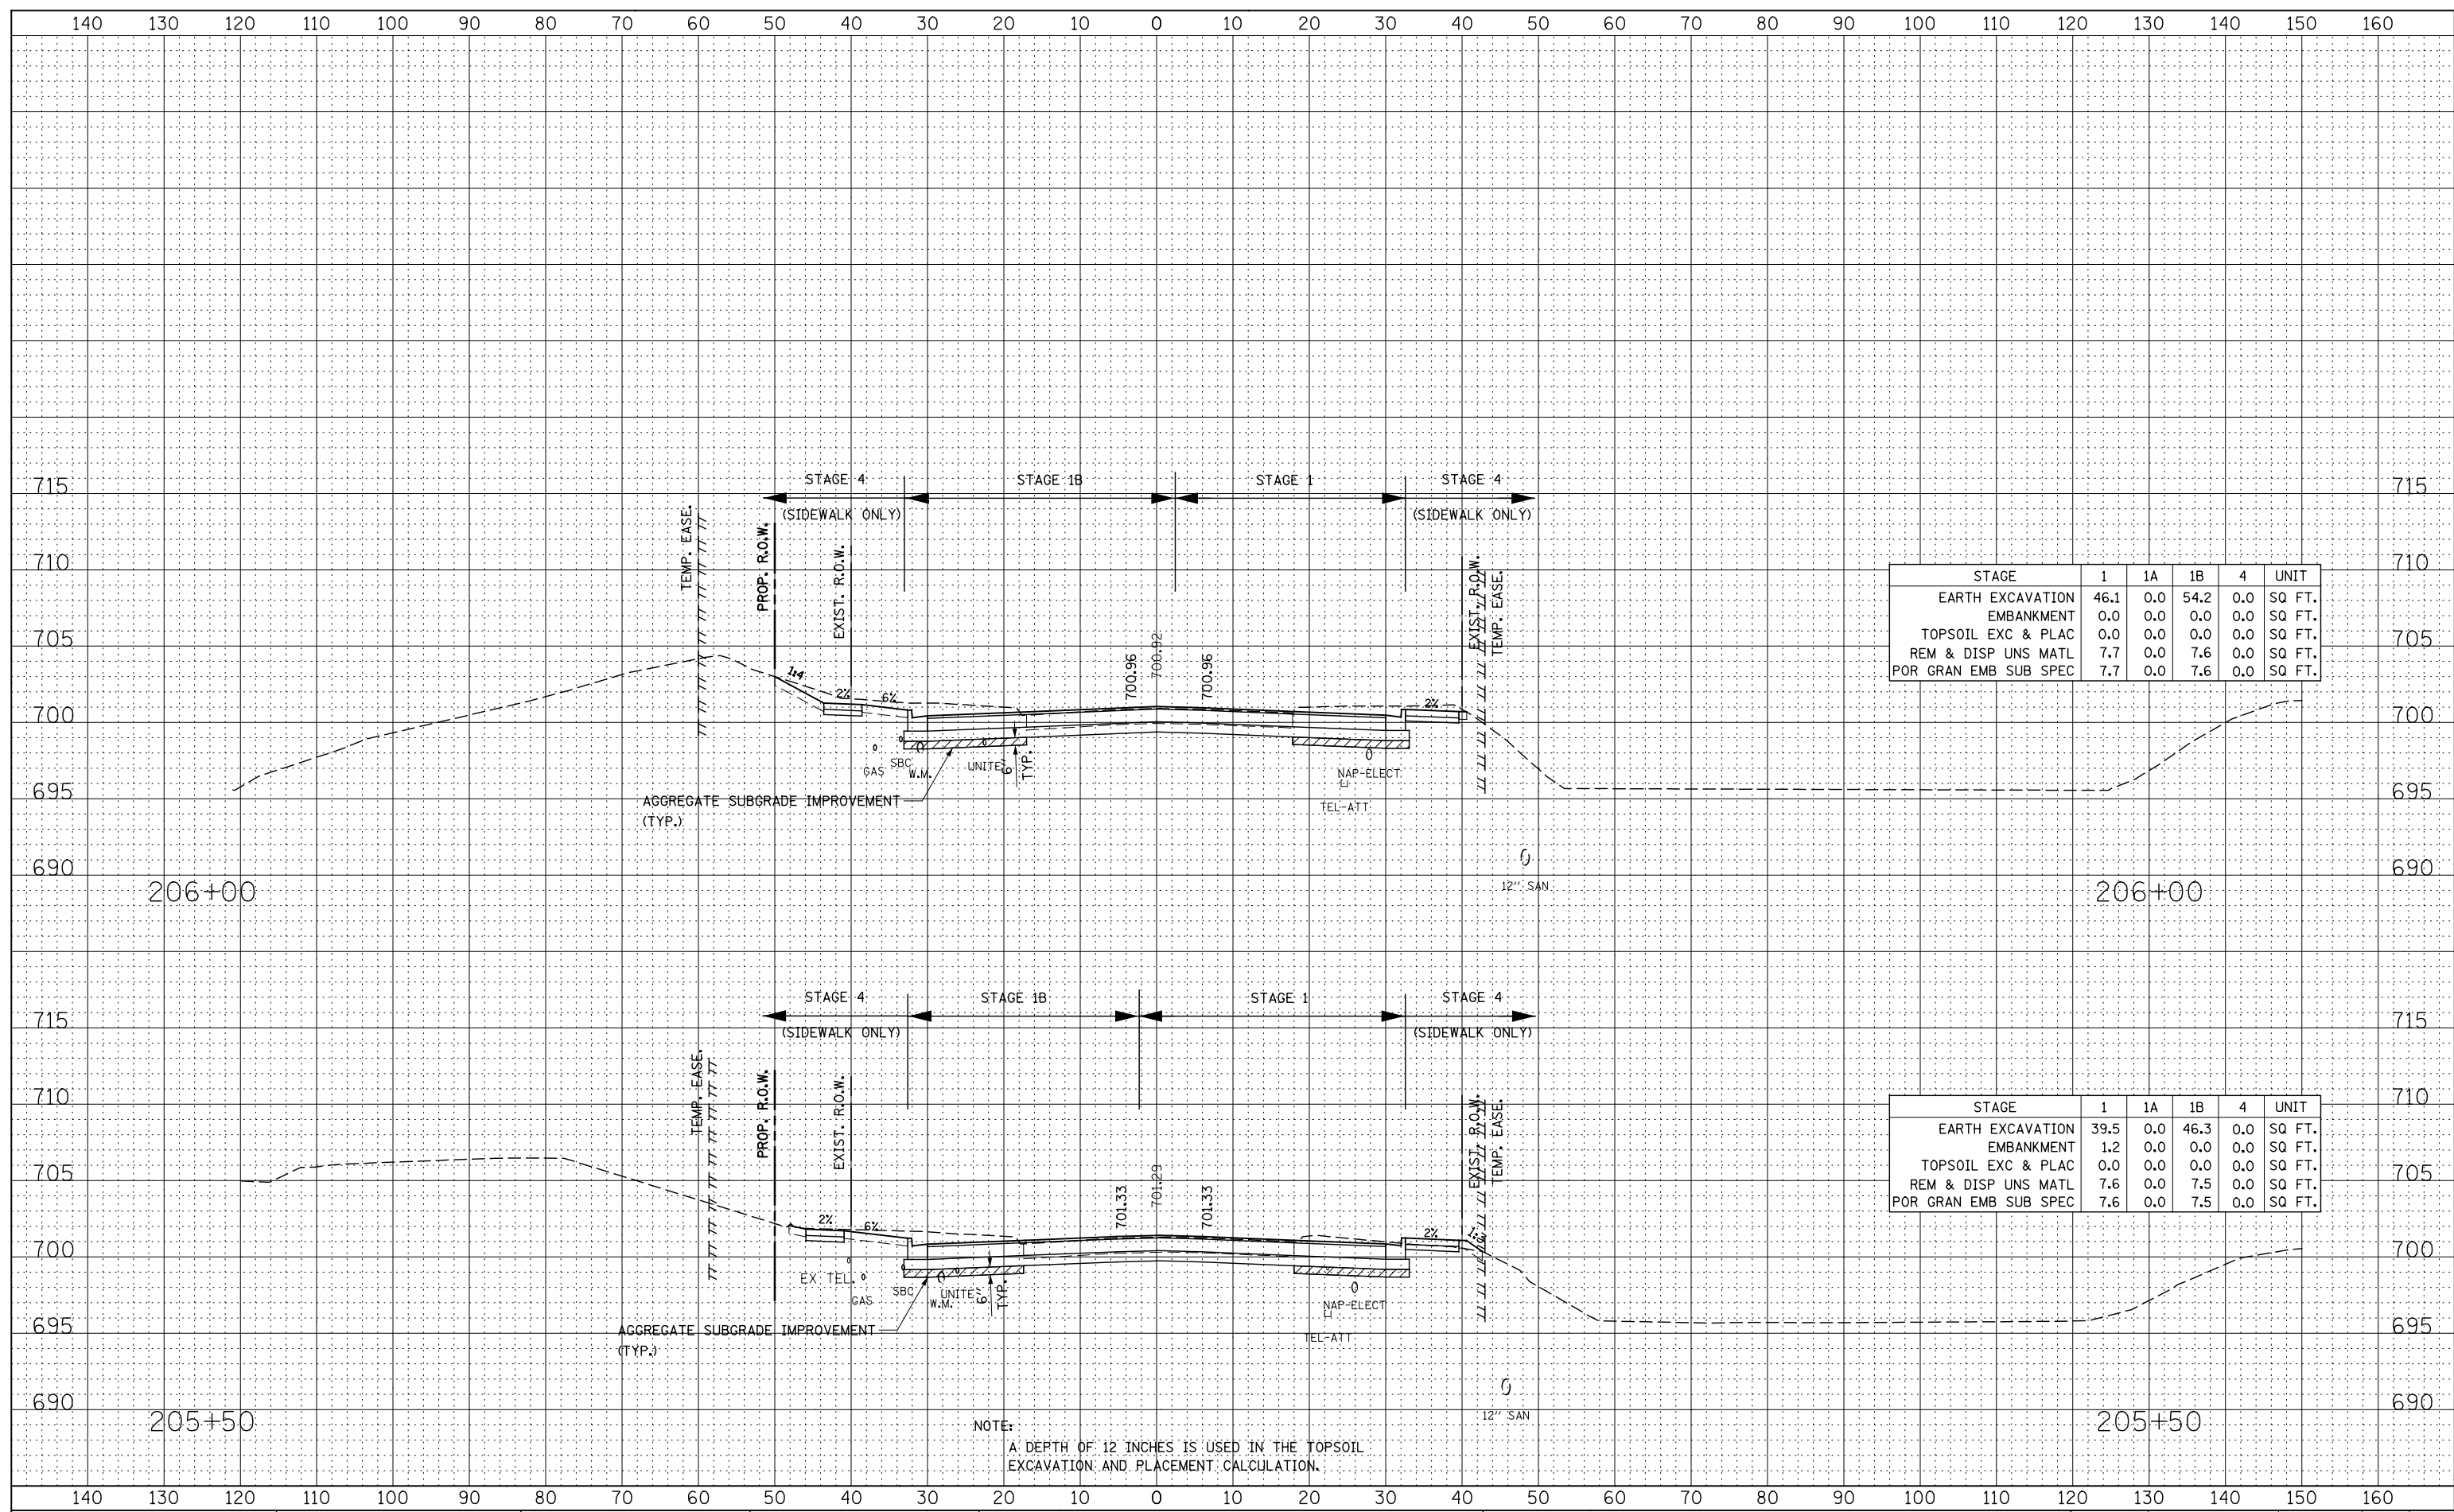 140 130 120 110 100 90 80 70 60 50 40 30 20 10 0 10 20 30 40 50 60 70 80 90 100 110 120 130 140 150 160
STAGE 4 STAGE 1B STAGE 1 STAGE 4
(SIDEWALK ONLY) (SIDEWALK ONLY)
715 715
710 710
705 705
700 700
695 695
690 690
TEMP. EASE.
PROP. R.O.W.
EXIST. R.O.W.
700.96
700.92
700.96
EXIST. R.O.W.
TEMP. EASE.
1:4
2%
6%
2%
GAS
SBC
W.M.
UNITE
6"
TYP.
NAP-ELECT
TEL-ATT
AGGREGATE SUBGRADE IMPROVEMENT
(TYP.)
12" SAN
206+00 206+00
STAGE 1 1A 1B 4 UNIT
EARTH EXCAVATION 46.1 0.0 54.2 0.0 SQ FT.
EMBANKMENT 0.0 0.0 0.0 0.0 SQ FT.
TOPSOIL EXC & PLAC 0.0 0.0 0.0 0.0 SQ FT.
REM & DISP UNS MATL 7.7 0.0 7.6 0.0 SQ FT.
POR GRAN EMB SUB SPEC 7.7 0.0 7.6 0.0 SQ FT.
STAGE 4 STAGE 1B STAGE 1 STAGE 4
(SIDEWALK ONLY) (SIDEWALK ONLY)
715 715
710 710
705 705
700 700
695 695
690 690
TEMP. EASE.
PROP. R.O.W.
EXIST. R.O.W.
701.33
701.29
701.33
EXIST. R.O.W.
TEMP. EASE.
2%
6%
2%
1:3
EX TEL.
GAS
SBC
W.M.
UNITE
6"
TYP.
NAP-ELECT
TEL-ATT
AGGREGATE SUBGRADE IMPROVEMENT
(TYP.)
12" SAN
205+50 205+50
STAGE 1 1A 1B 4 UNIT
EARTH EXCAVATION 39.5 0.0 46.3 0.0 SQ FT.
EMBANKMENT 1.2 0.0 0.0 0.0 SQ FT.
TOPSOIL EXC & PLAC 0.0 0.0 0.0 0.0 SQ FT.
REM & DISP UNS MATL 7.6 0.0 7.5 0.0 SQ FT.
POR GRAN EMB SUB SPEC 7.6 0.0 7.5 0.0 SQ FT.
NOTE:
A DEPTH OF 12 INCHES IS USED IN THE TOPSOIL
EXCAVATION AND PLACEMENT CALCULATION.
140 130 120 110 100 90 80 70 60 50 40 30 20 10 0 10 20 30 40 50 60 70 80 90 100 110 120 130 140 150 160